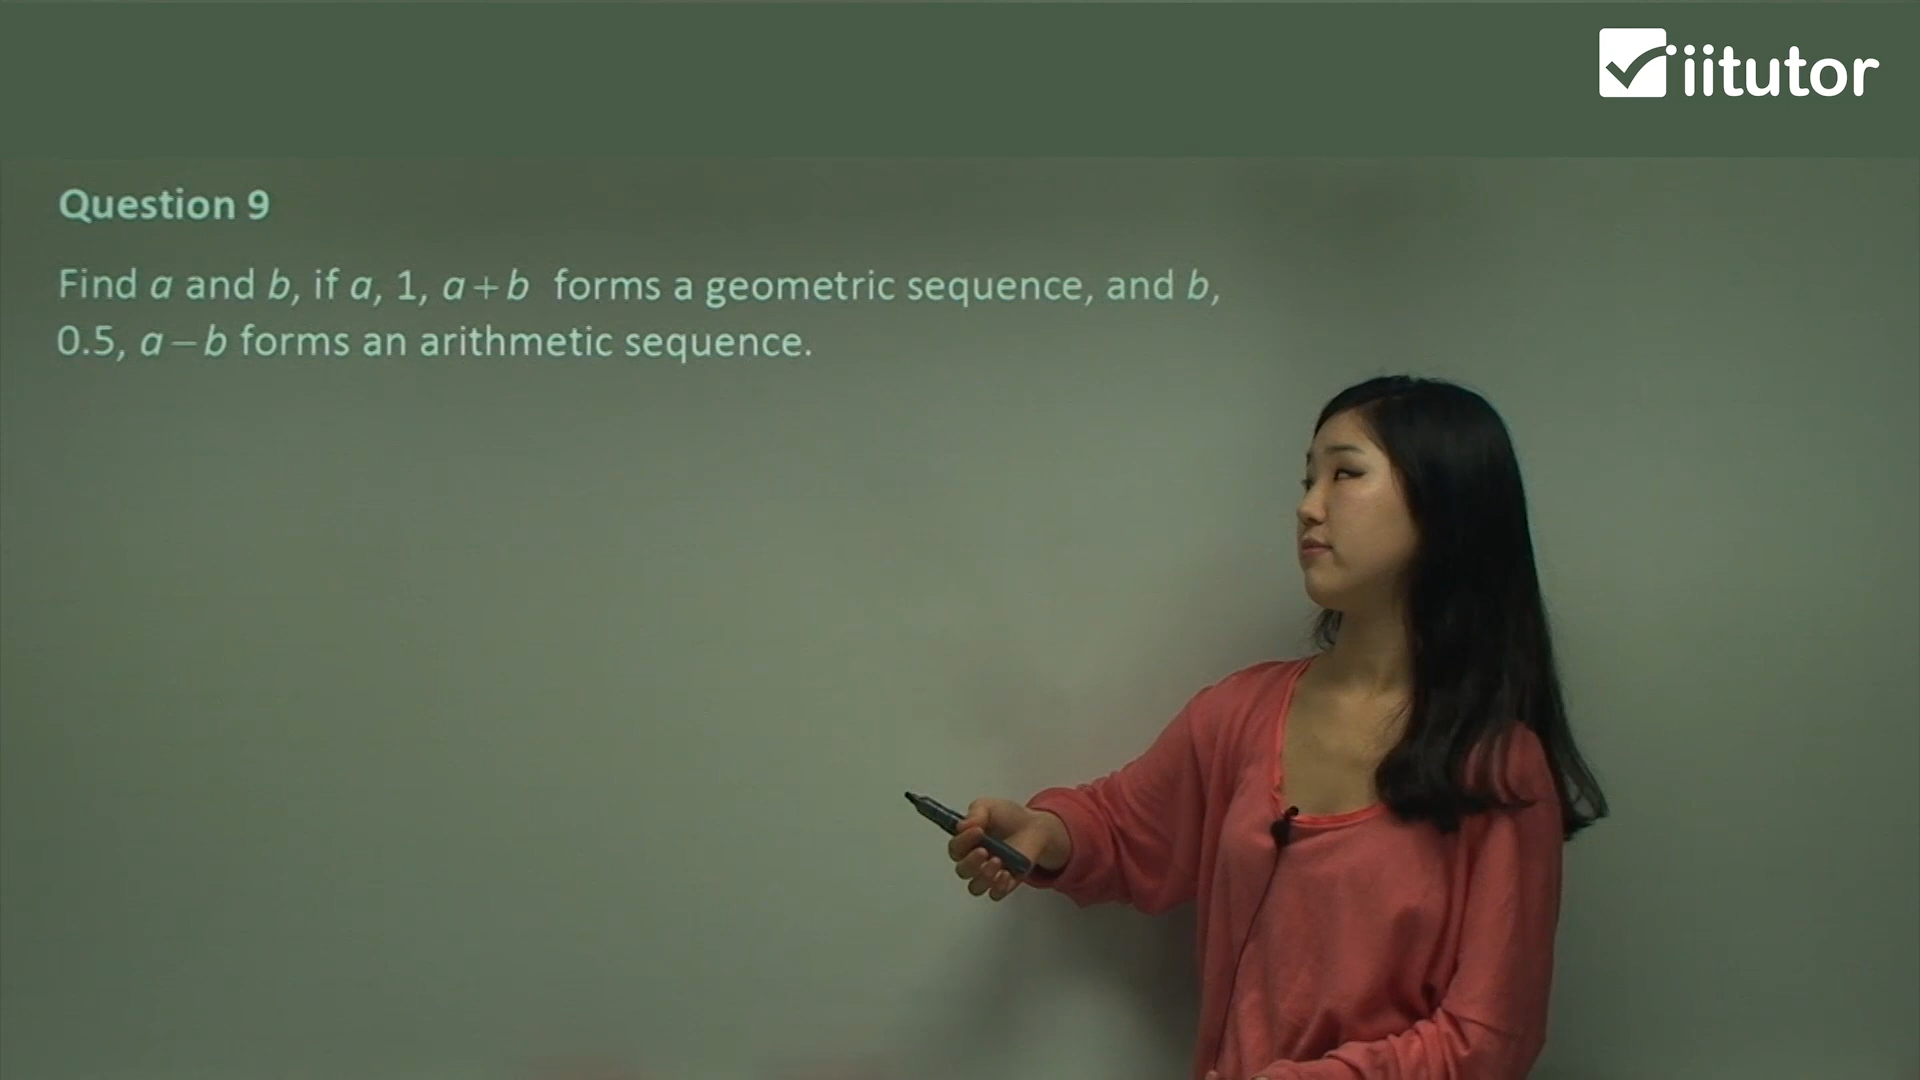 iitutor
Question 9
Find a and b, if a, 1, a+b forms a geometric sequence, and b,
0.5, a−b forms an arithmetic sequence.